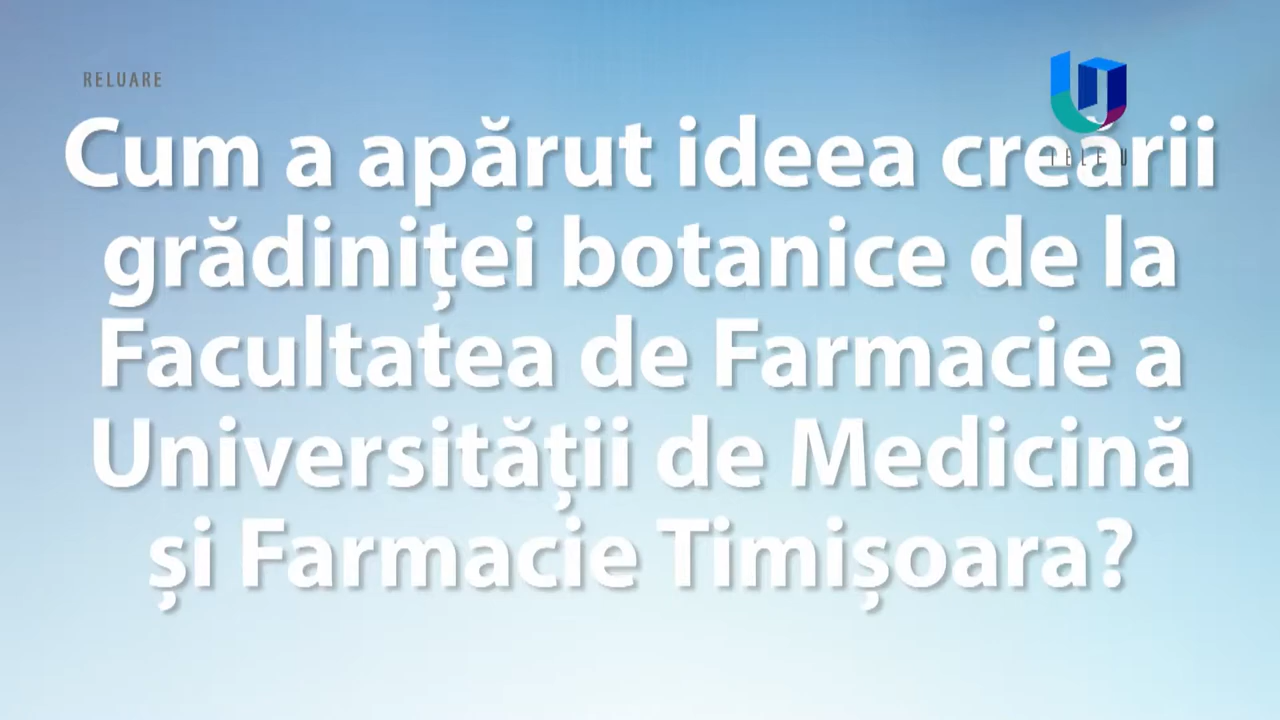 RELUARE
Cum a apărut ideea creării
grădiniței botanice de la
Facultatea de Farmacie a
Universității de Medicină
și Farmacie Timișoara?